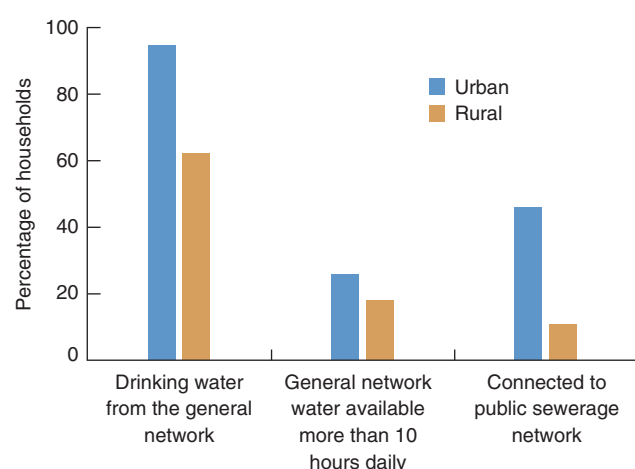 100
80
60
40
20
0
Percentage of households
Urban
Rural
Drinking water
from the general
network
General network
water available
more than 10
hours daily
Connected to
public sewerage
network